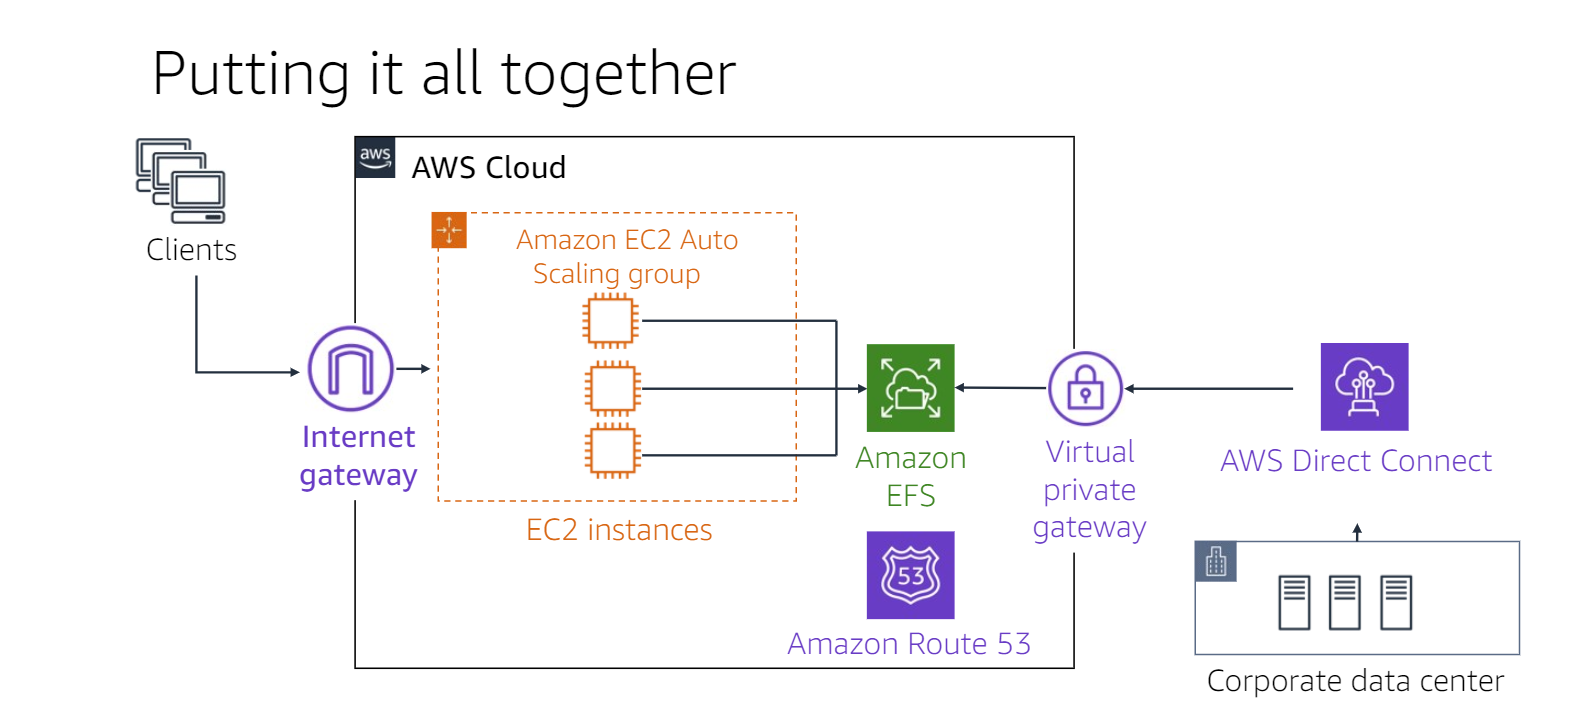 Putting it all together
aws
AWS Cloud
Clients
Amazon EC2 Auto
Scaling group
Internet
gateway
EC2 instances
Amazon
EFS
Virtual
private
gateway
AWS Direct Connect
53
Amazon Route 53
Corporate data center